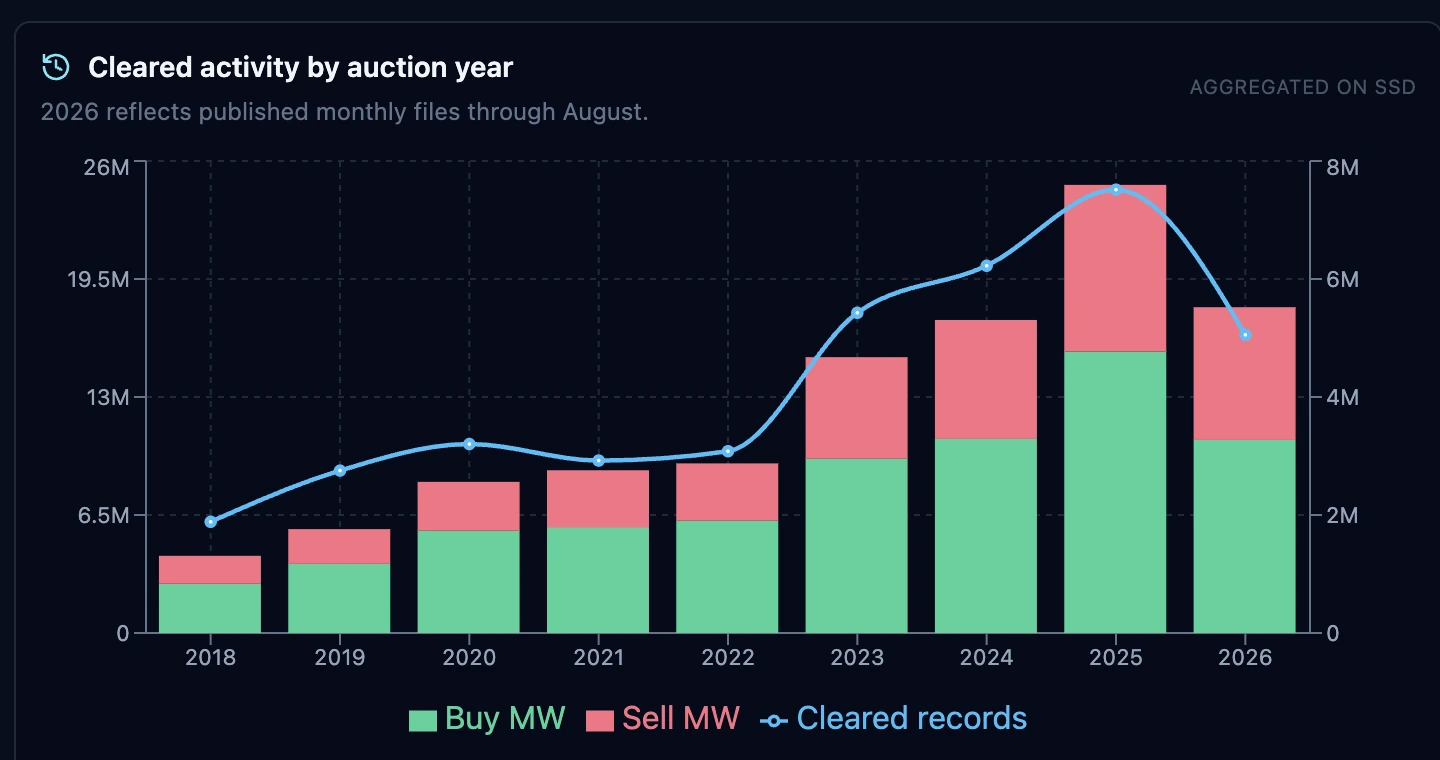 Cleared activity by auction year
2026 reflects published monthly files through August.
AGGREGATED ON SSD
26M
19.5M
13M
6.5M
0
8M
6M
4M
2M
0
2018 2019 2020 2021 2022 2023 2024 2025 2026
Buy MW Sell MW Cleared records